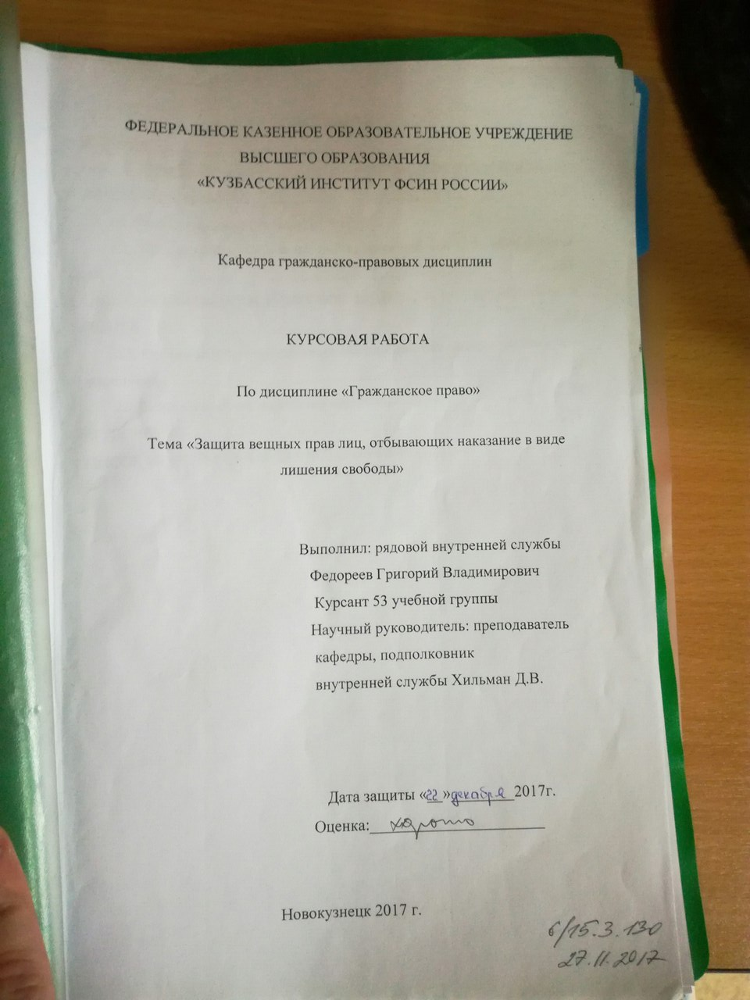 ФЕДЕРАЛЬНОЕ КАЗЕННОЕ ОБРАЗОВАТЕЛЬНОЕ УЧРЕЖДЕНИЕ
ВЫСШЕГО ОБРАЗОВАНИЯ
«КУЗБАССКИЙ ИНСТИТУТ ФСИН РОССИИ»
Кафедра гражданско-правовых дисциплин
КУРСОВАЯ РАБОТА
По дисциплине «Гражданское право»
Тема «Защита вещных прав лиц, отбывающих наказание в виде
лишения свободы»
Выполнил: рядовой внутренней службы
Федореев Григорий Владимирович
Курсант 53 учебной группы
Научный руководитель: преподаватель
кафедры, подполковник
внутренней службы Хильман Д.В.
Дата защиты «22» декабря 2017г.
Оценка: хорошо
Новокузнецк 2017 г.
6/15.3.130
27.11.2017